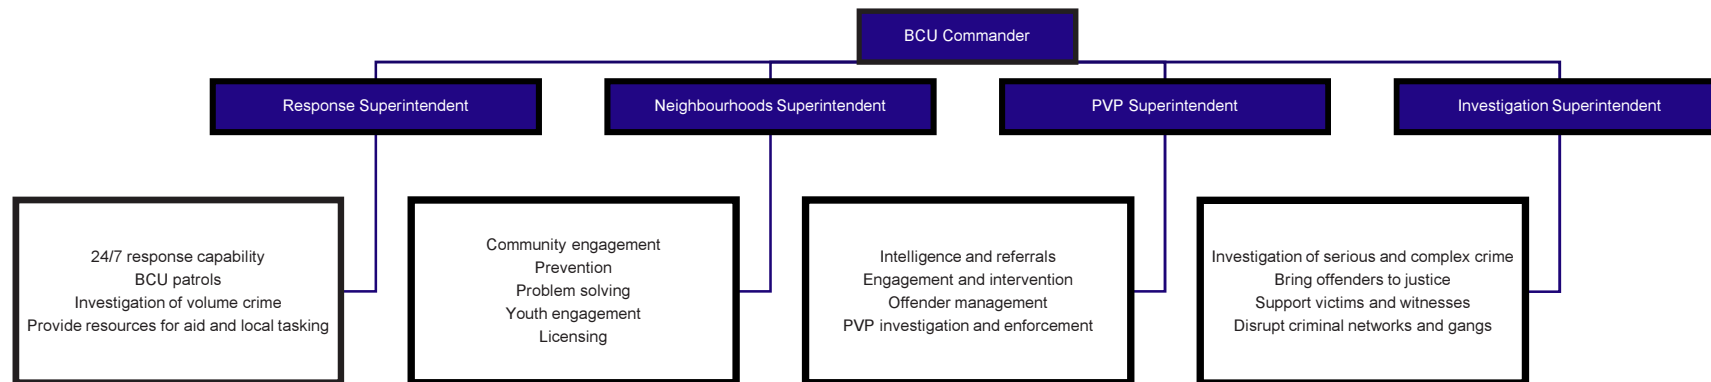 BCU Commander
Response Superintendent
Neighbourhoods Superintendent
PVP Superintendent
Investigation Superintendent
24/7 response capability
BCU patrols
Investigation of volume crime
Provide resources for aid and local tasking
Community engagement
Prevention
Problem solving
Youth engagement
Licensing
Intelligence and referrals
Engagement and intervention
Offender management
PVP investigation and enforcement
Investigation of serious and complex crime
Bring offenders to justice
Support victims and witnesses
Disrupt criminal networks and gangs